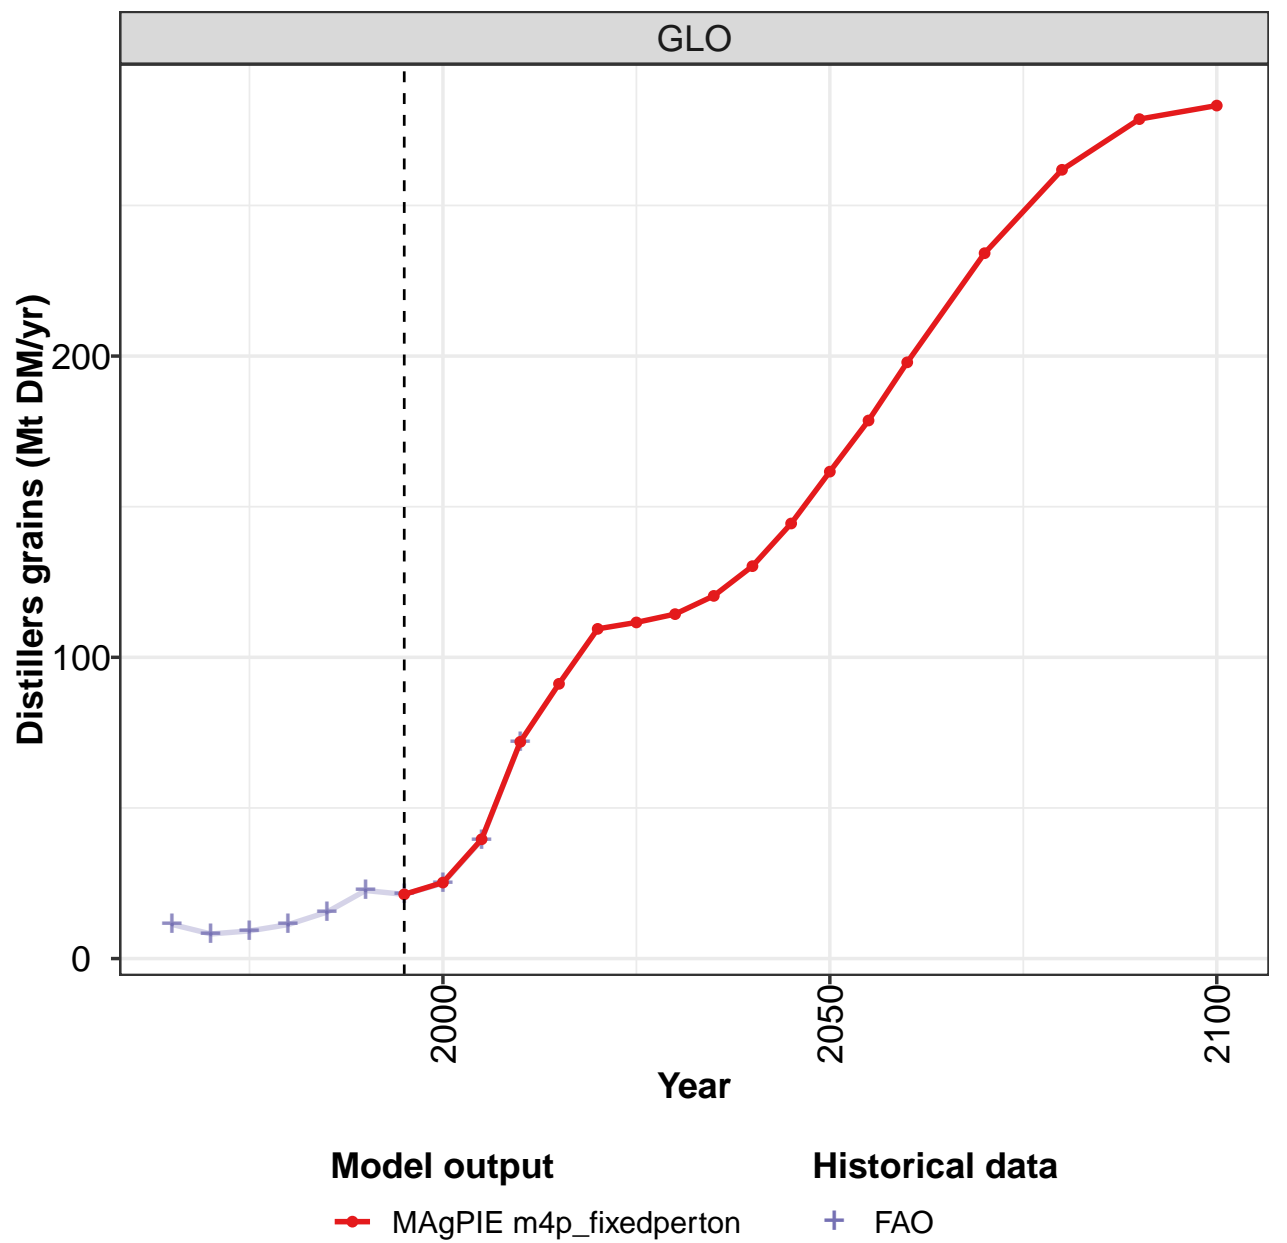 GLO
Distillers grains (Mt DM/yr)
200
100
0
2000
2050
2100
Year
Model output
MAgPIE m4p_fixedperton
Historical data
FAO